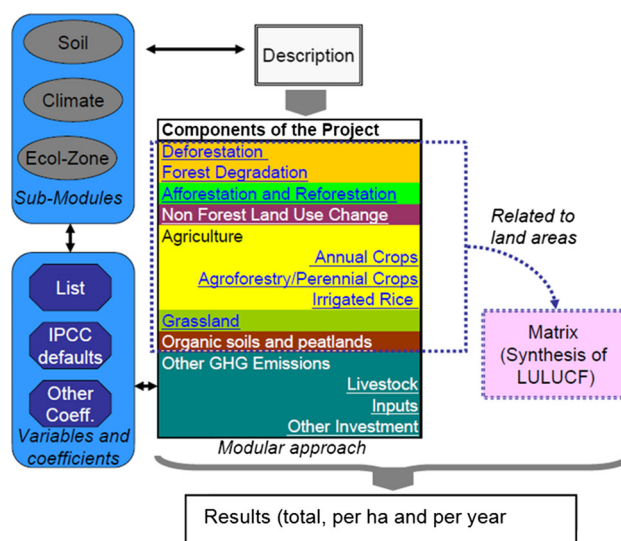 Soil
Climate
Ecol-Zone
Sub-Modules
List
IPCC
defaults
Other
Coeff.
Variables and
coefficients
Description
Components of the Project
Deforestation
Forest Degradation
Afforestation and Reforestation
Non Forest Land Use Change
Agriculture
Annual Crops
Agroforestry/Perennial Crops
Irrigated Rice
Grassland
Organic soils and peatlands
Other GHG Emissions
Livestock
Inputs
Other Investment
Modular approach
Related to
land areas
Matrix
(Synthesis of
LULUCF)
Results (total, per ha and per year